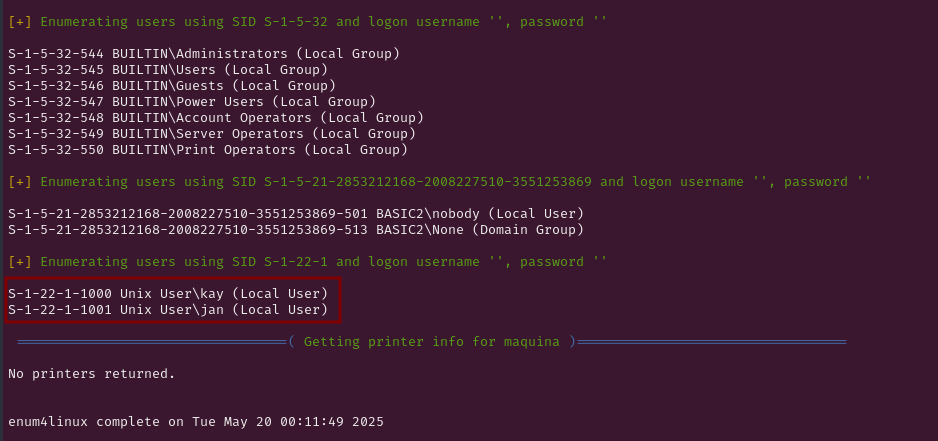 [+] Enumerating users using SID S-1-5-32 and logon username '', password ''
S-1-5-32-544 BUILTIN\Administrators (Local Group)
S-1-5-32-545 BUILTIN\Users (Local Group)
S-1-5-32-546 BUILTIN\Guests (Local Group)
S-1-5-32-547 BUILTIN\Power Users (Local Group)
S-1-5-32-548 BUILTIN\Account Operators (Local Group)
S-1-5-32-549 BUILTIN\Server Operators (Local Group)
S-1-5-32-550 BUILTIN\Print Operators (Local Group)
[+] Enumerating users using SID S-1-5-21-2853212168-2008227510-3551253869 and logon username '', password ''
S-1-5-21-2853212168-2008227510-3551253869-501 BASIC2\nobody (Local User)
S-1-5-21-2853212168-2008227510-3551253869-513 BASIC2\None (Domain Group)
[+] Enumerating users using SID S-1-22-1 and logon username '', password ''
S-1-22-1-1000 Unix User\kay (Local User)
S-1-22-1-1001 Unix User\jan (Local User)
==================================( Getting printer info for maquina )==================================
No printers returned.
enum4linux complete on Tue May 20 00:11:49 2025